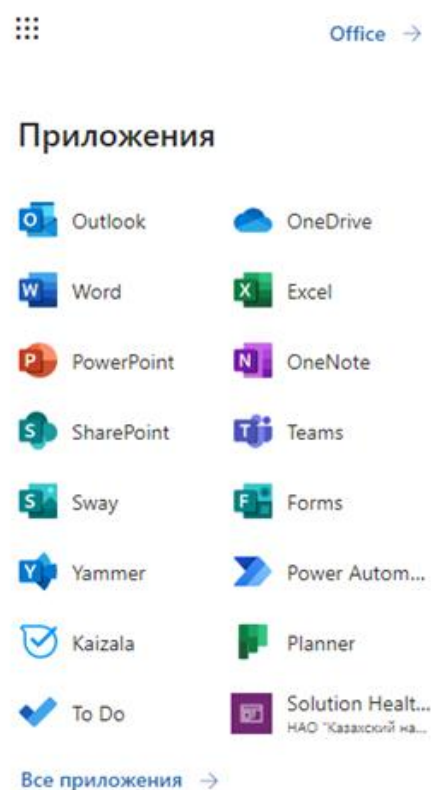 Office →
Приложения
Outlook OneDrive
Word Excel
PowerPoint OneNote
SharePoint Teams
Sway Forms
Yammer Power Autom...
Kaizala Planner
To Do Solution Healt...
НАО "Казахский на...
Все приложения →